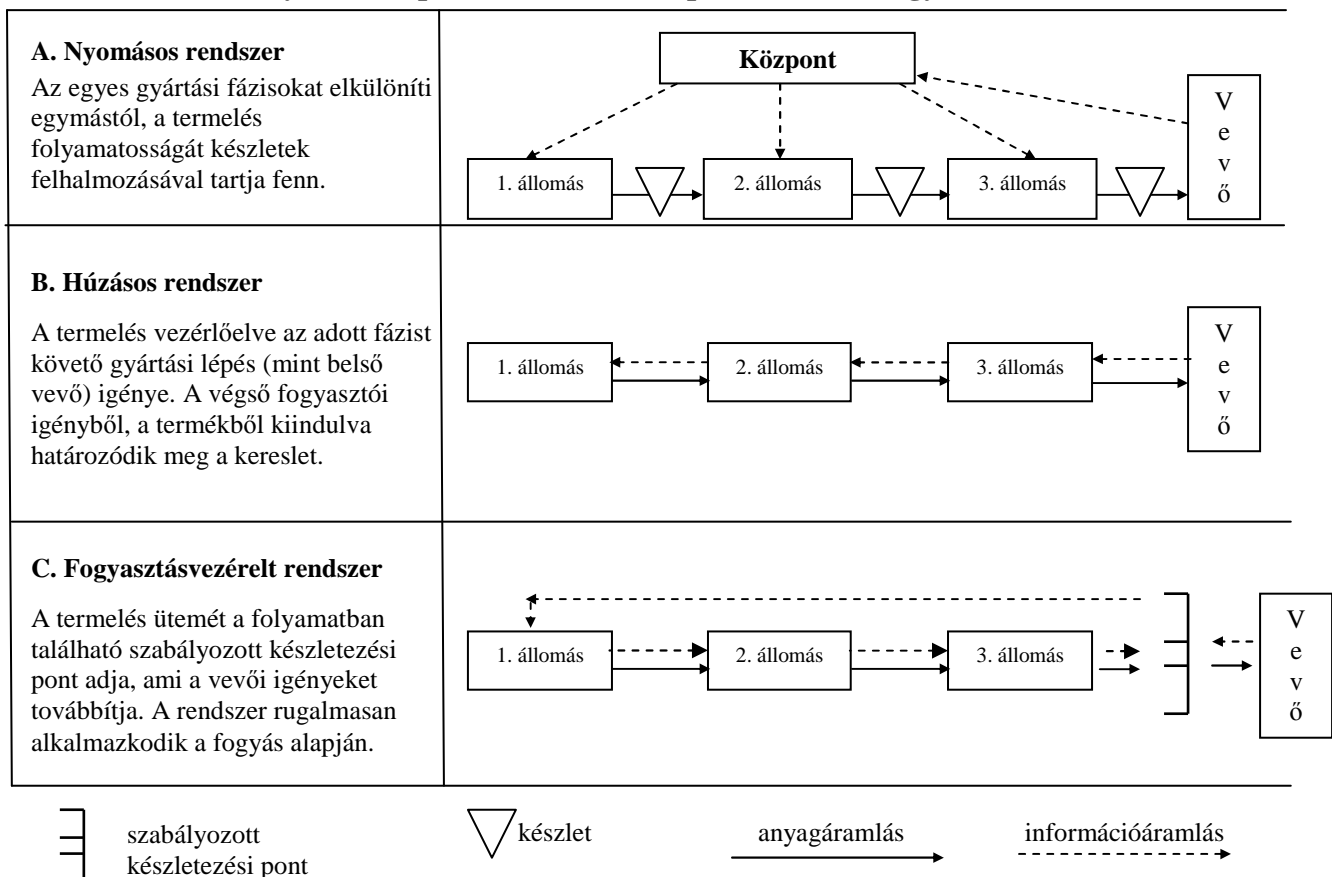 A. Nyomásos rendszer
Az egyes gyártási fázisokat elkülöníti
egymástól, a termelés
folyamatosságát készletek
felhalmozásával tartja fenn.
Központ
1. állomás
2. állomás
3. állomás
Vevő
B. Húzásos rendszer
A termelés vezérlőelve az adott fázist
követő gyártási lépés (mint belső
vevő) igénye. A végső fogyasztói
igényből, a termékből kiindulva
határozódik meg a kereslet.
1. állomás
2. állomás
3. állomás
Vevő
C. Fogyasztásvezérelt rendszer
A termelés ütemét a folyamatban
található szabályozott készletezési
pont adja, ami a vevői igényeket
továbbítja. A rendszer rugalmasan
alkalmazkodik a fogyás alapján.
1. állomás
2. állomás
3. állomás
Vevő
szabályozott
készletezési pont
készlet
anyagáramlás
információáramlás